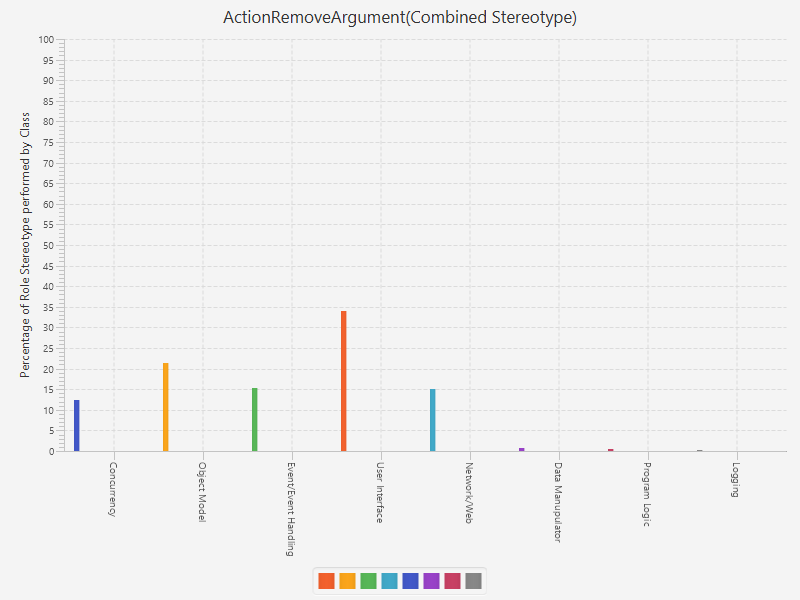 ActionRemoveArgument(Combined Stereotype)
Percentage of Role Stereotype performed by Class
100
95
90
85
80
75
70
65
60
55
50
45
40
35
30
25
20
15
10
5
0
Concurrency
Object Model
Event/Event Handling
User Interface
Network/Web
Data Manupulator
Program Logic
Logging